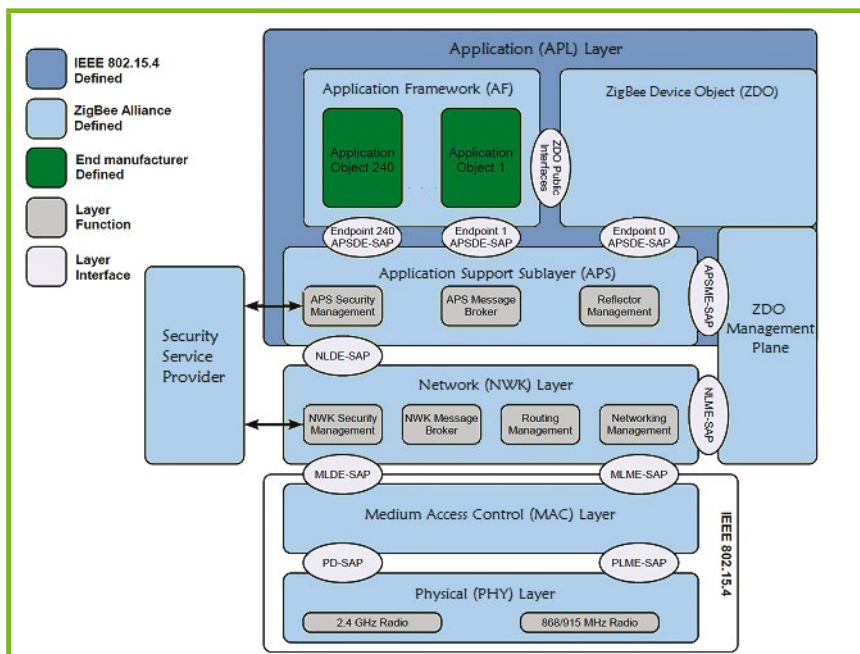 IEEE 802.15.4
Defined
ZigBee Alliance
Defined
End manufacturer
Defined
Layer
Function
Layer
Interface
Application (APL) Layer
Application Framework (AF)
ZigBee Device Object (ZDO)
Application
Object 240
. . .
Application
Object 1
ZDO Public
Interfaces
Endpoint 240
APSDE-SAP
Endpoint 1
APSDE-SAP
Endpoint 0
APSDE-SAP
Application Support Sublayer (APS)
APS Security
Management
APS Message
Broker
Reflector
Management
APSME-SAP
ZDO
Management
Plane
Security
Service
Provider
NLDE-SAP
Network (NWK) Layer
NWK Security
Management
NWK Message
Broker
Routing
Management
Networking
Management
NLME-SAP
MLDE-SAP
MLME-SAP
Medium Access Control (MAC) Layer
IEEE 802.15.4
PD-SAP
PLME-SAP
Physical (PHY) Layer
2.4 GHz Radio
868/915 MHz Radio